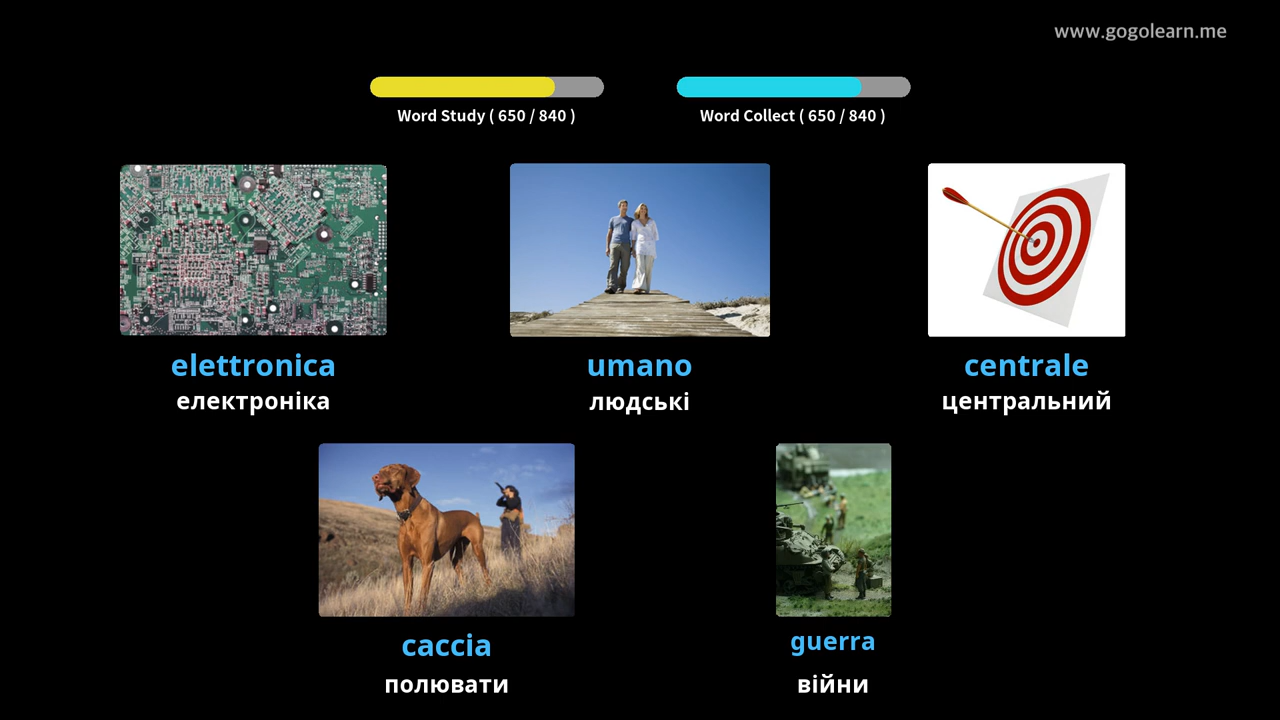 www.gogolearn.me
Word Study ( 650 / 840 )
Word Collect ( 650 / 840 )
elettronica
електроніка
umano
людські
centrale
центральний
caccia
полювати
guerra
війни